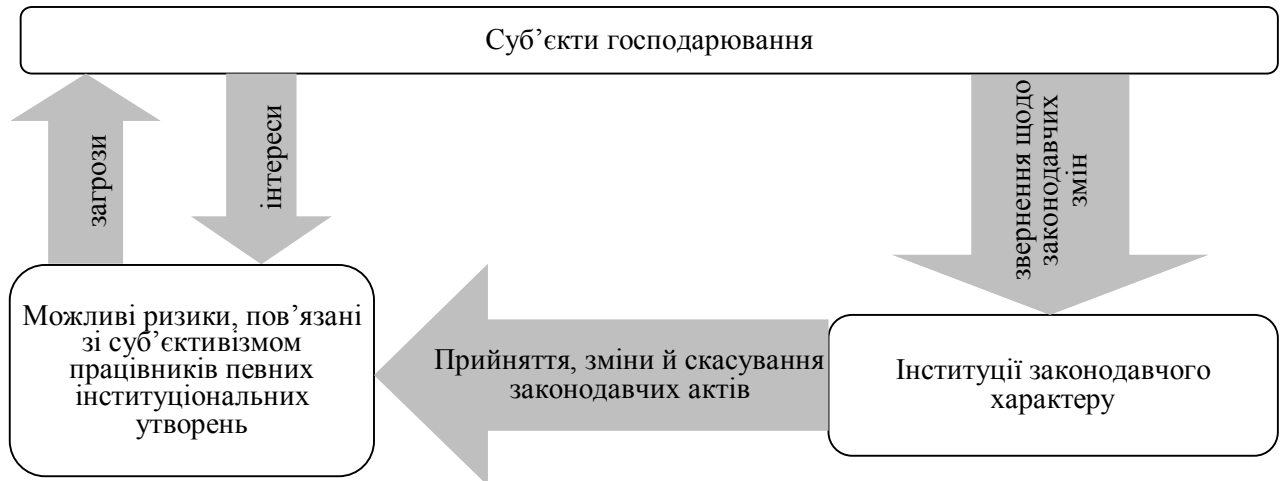 Суб’єкти господарювання
загрози
інтереси
звернення щодо
законодавчих
змін
Можливі ризики, пов’язані
зі суб’єктивізмом
працівників певних
інституціональних
утворень
Прийняття, зміни й скасування
законодавчих актів
Інституції законодавчого
характеру